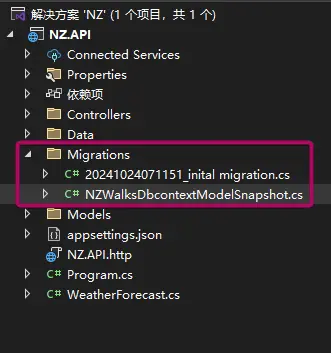 解决方案 'NZ' (1 个项目，共 1 个)
NZ.API
Connected Services
Properties
依赖项
Controllers
Data
Migrations
C# 20241024071151_inital migration.cs
C# NZWalksDbcontextModelSnapshot.cs
Models
appsettings.json
NZ.API.http
C# Program.cs
C# WeatherForecast.cs